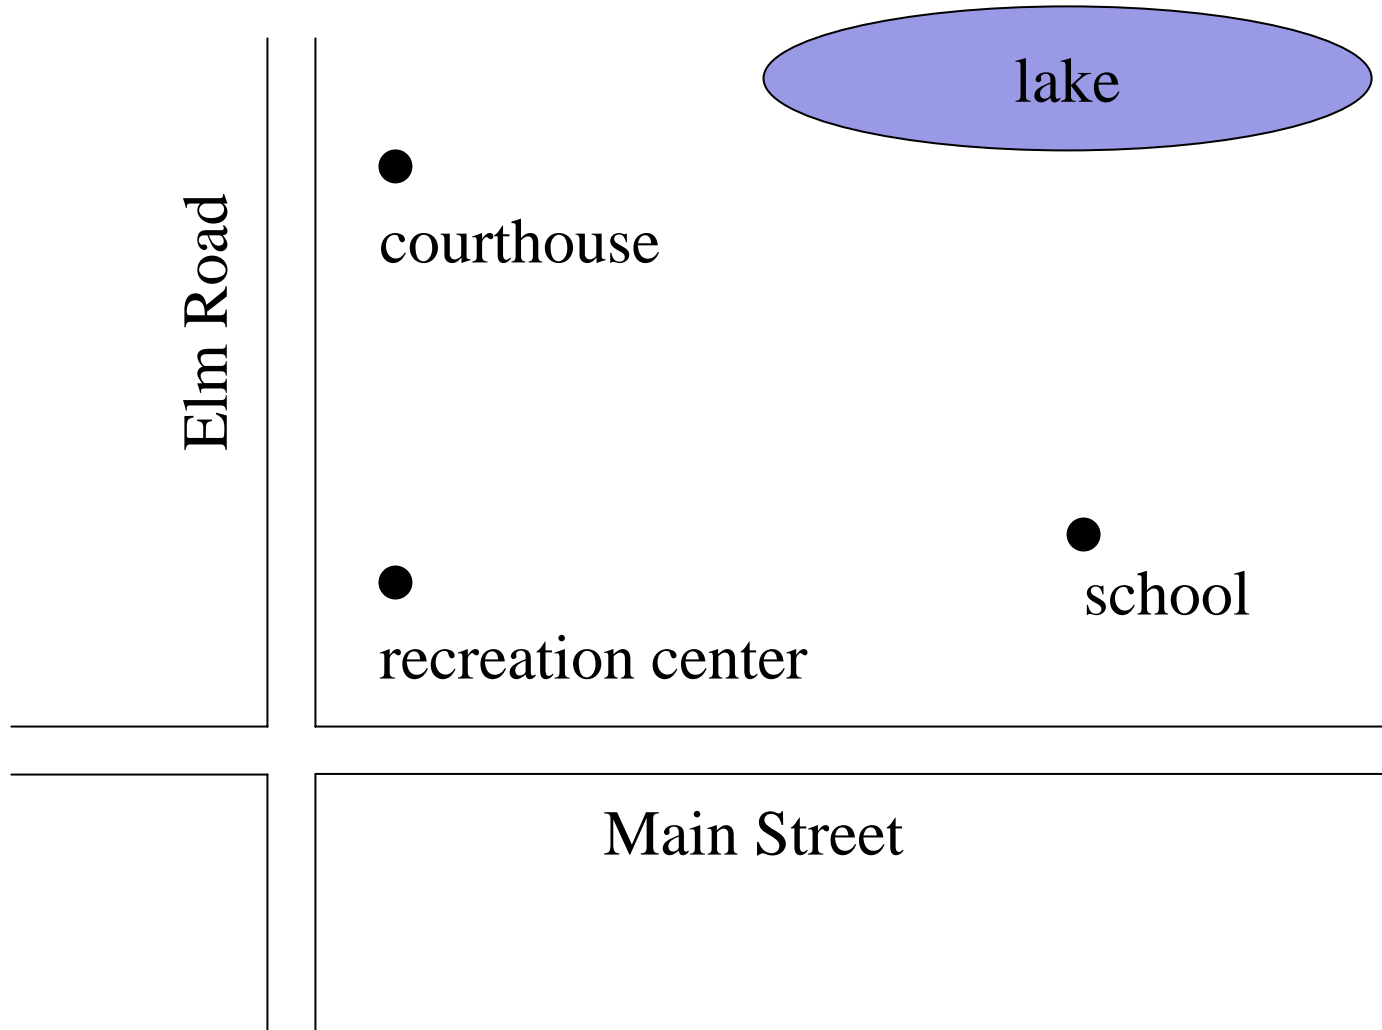 lake
courthouse
Elm Road
school
recreation center
Main Street